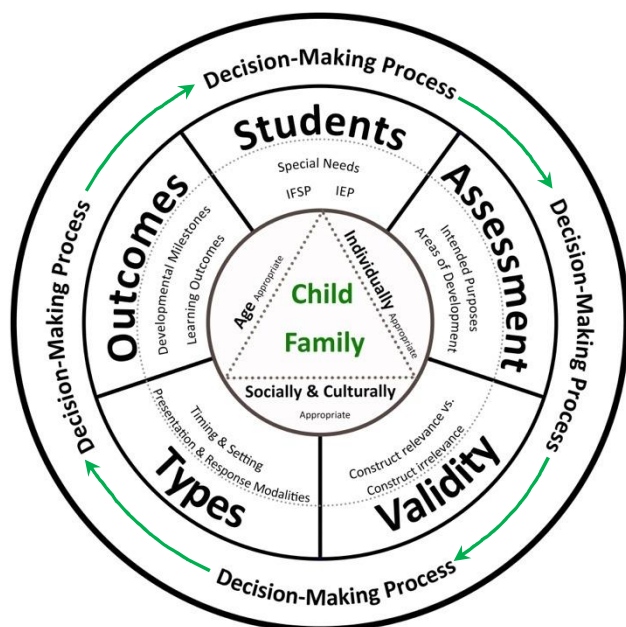 Decision-Making Process
Decision-Making Process
Decision-Making Process
Decision-Making Process
Students
Special Needs
IFSP IEP
Assessment
Intended Purposes
Areas of Development
Validity
Construct relevance vs.
Construct irrelevance
Types
Timing & Setting
Presentation & Response Modalities
Outcomes
Developmental Milestones
Learning Outcomes
Age Appropriate
Individually Appropriate
Socially & Culturally
Appropriate
Child
Family